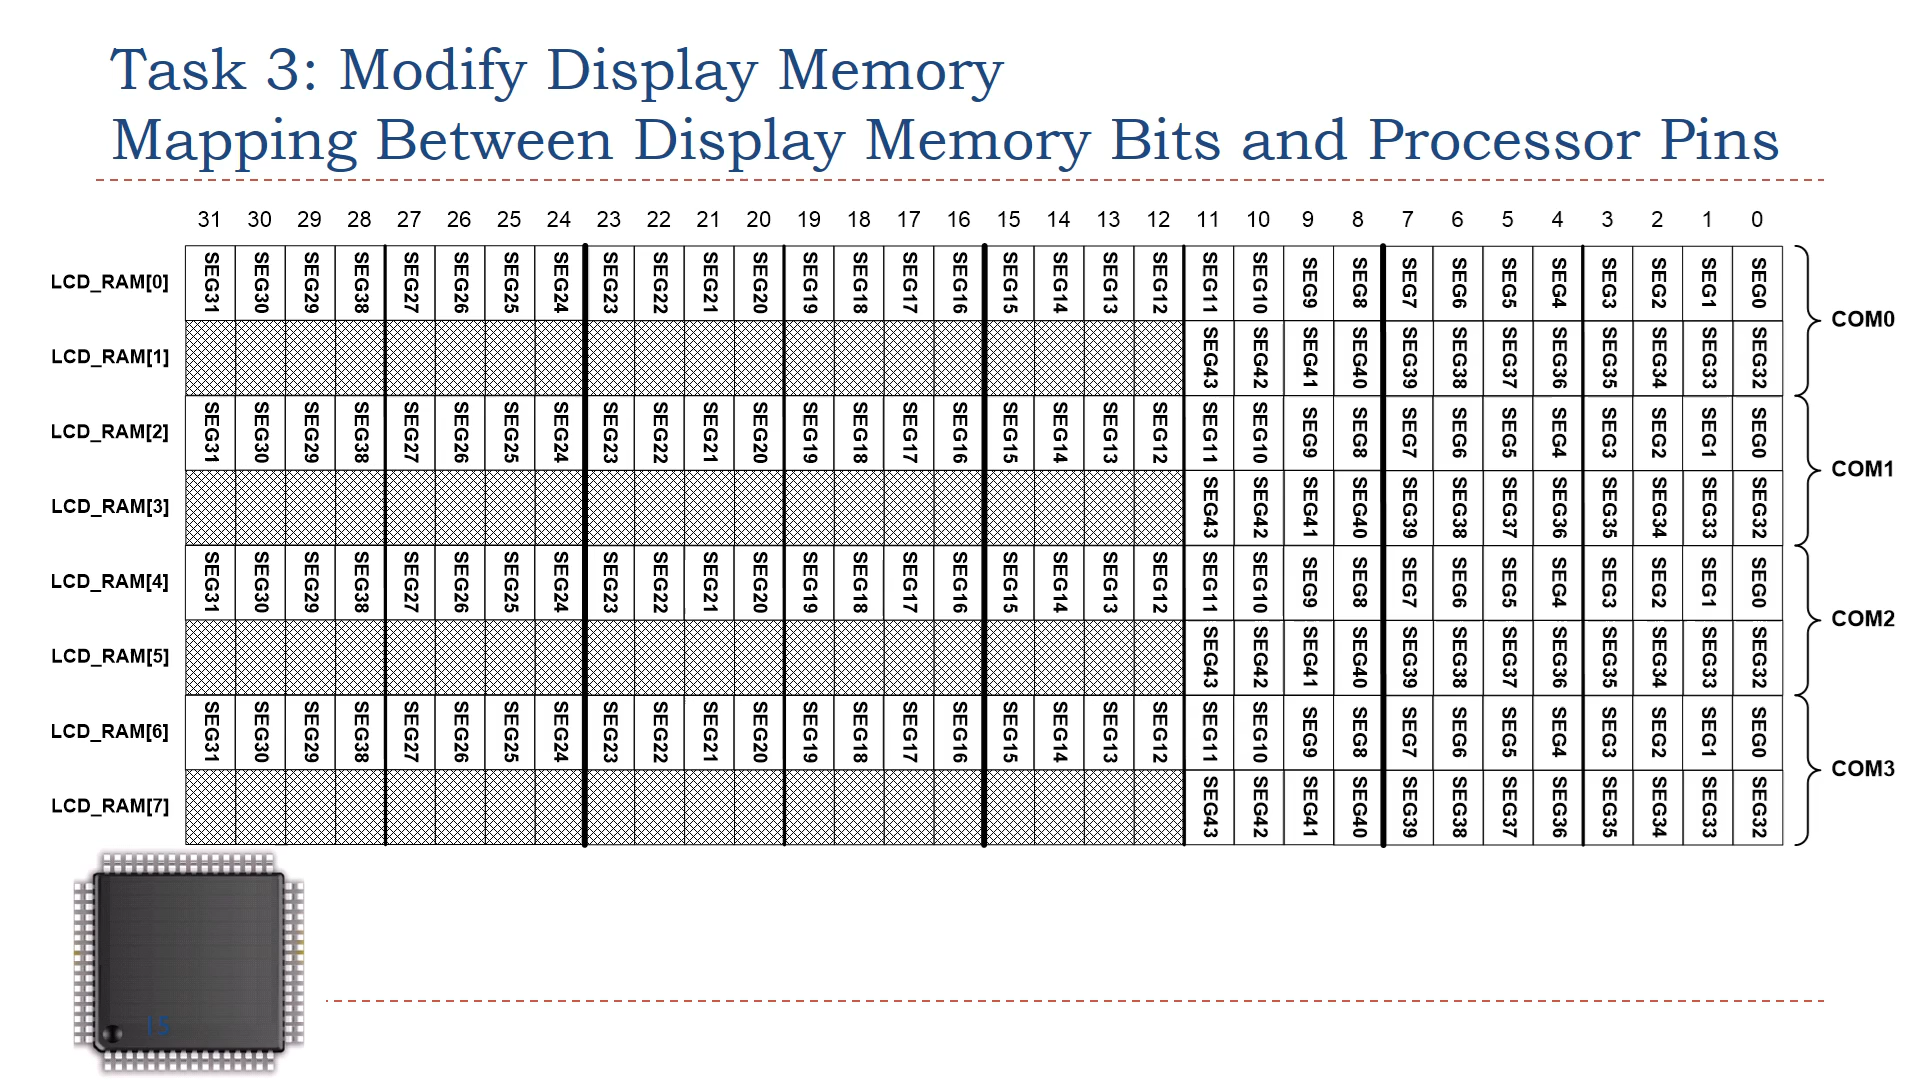 Task 3: Modify Display Memory
Mapping Between Display Memory Bits and Processor Pins
31 30 29 28 27 26 25 24 23 22 21 20 19 18 17 16 15 14 13 12 11 10 9 8 7 6 5 4 3 2 1 0
LCD_RAM[0] SEG31 SEG30 SEG29 SEG38 SEG27 SEG26 SEG25 SEG24 SEG23 SEG22 SEG21 SEG20 SEG19 SEG18 SEG17 SEG16 SEG15 SEG14 SEG13 SEG12 SEG11 SEG10 SEG9 SEG8 SEG7 SEG6 SEG5 SEG4 SEG3 SEG2 SEG1 SEG0
COM0
LCD_RAM[1] SEG43 SEG42 SEG41 SEG40 SEG39 SEG38 SEG37 SEG36 SEG35 SEG34 SEG33 SEG32
LCD_RAM[2] SEG31 SEG30 SEG29 SEG38 SEG27 SEG26 SEG25 SEG24 SEG23 SEG22 SEG21 SEG20 SEG19 SEG18 SEG17 SEG16 SEG15 SEG14 SEG13 SEG12 SEG11 SEG10 SEG9 SEG8 SEG7 SEG6 SEG5 SEG4 SEG3 SEG2 SEG1 SEG0
COM1
LCD_RAM[3] SEG43 SEG42 SEG41 SEG40 SEG39 SEG38 SEG37 SEG36 SEG35 SEG34 SEG33 SEG32
LCD_RAM[4] SEG31 SEG30 SEG29 SEG38 SEG27 SEG26 SEG25 SEG24 SEG23 SEG22 SEG21 SEG20 SEG19 SEG18 SEG17 SEG16 SEG15 SEG14 SEG13 SEG12 SEG11 SEG10 SEG9 SEG8 SEG7 SEG6 SEG5 SEG4 SEG3 SEG2 SEG1 SEG0
COM2
LCD_RAM[5] SEG43 SEG42 SEG41 SEG40 SEG39 SEG38 SEG37 SEG36 SEG35 SEG34 SEG33 SEG32
LCD_RAM[6] SEG31 SEG30 SEG29 SEG38 SEG27 SEG26 SEG25 SEG24 SEG23 SEG22 SEG21 SEG20 SEG19 SEG18 SEG17 SEG16 SEG15 SEG14 SEG13 SEG12 SEG11 SEG10 SEG9 SEG8 SEG7 SEG6 SEG5 SEG4 SEG3 SEG2 SEG1 SEG0
COM3
LCD_RAM[7] SEG43 SEG42 SEG41 SEG40 SEG39 SEG38 SEG37 SEG36 SEG35 SEG34 SEG33 SEG32
15